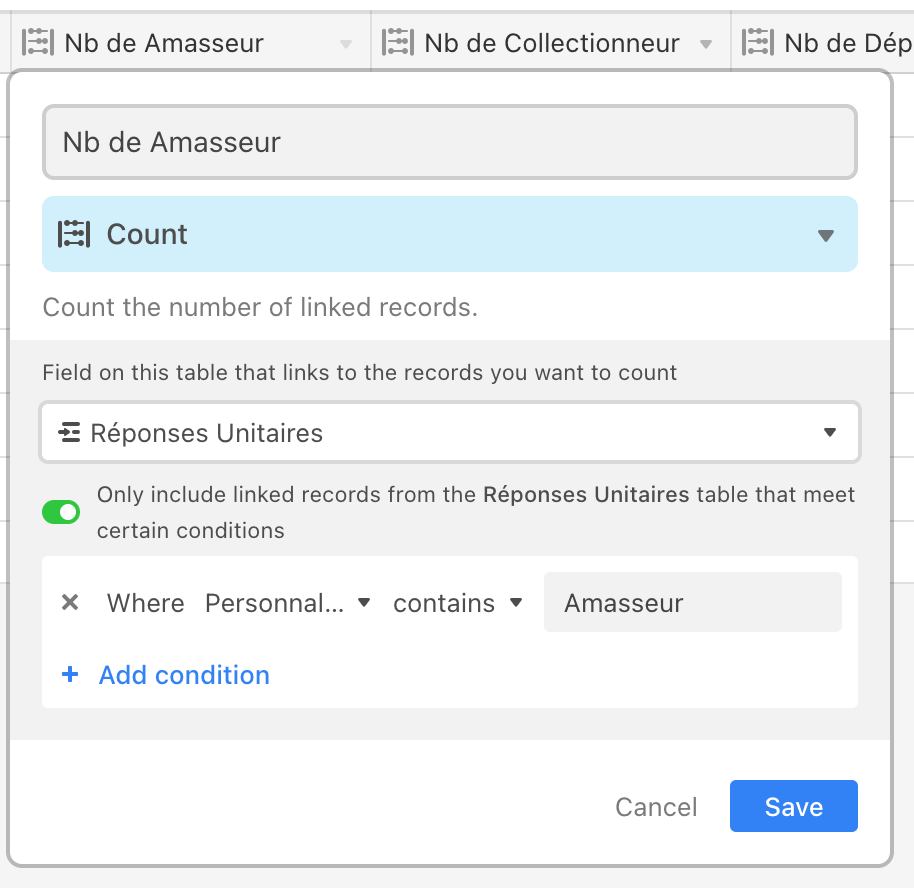 Nb de Amasseur Nb de Collectionneur Nb de Dép
Nb de Amasseur
Count
Count the number of linked records.
Field on this table that links to the records you want to count
Réponses Unitaires
Only include linked records from the Réponses Unitaires table that meet
certain conditions
Where Personnal... contains Amasseur
+ Add condition
Cancel Save